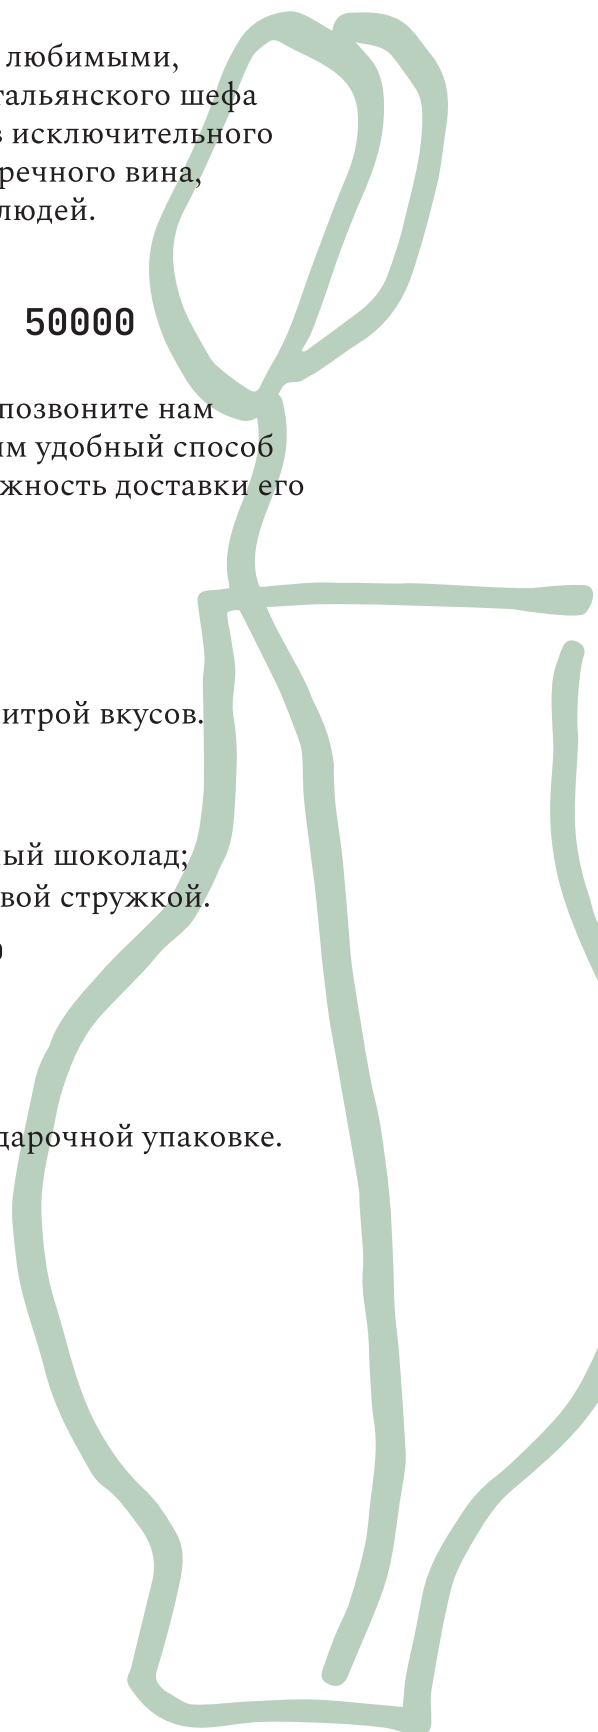 любимыми,
тальянского шефа
исключительного
речного вина,
людей.
50000
позвоните нам
им удобный способ
жность доставки его
итрой вкусов.
ый шоколад;
вой стружкой.
дарочной упаковке.